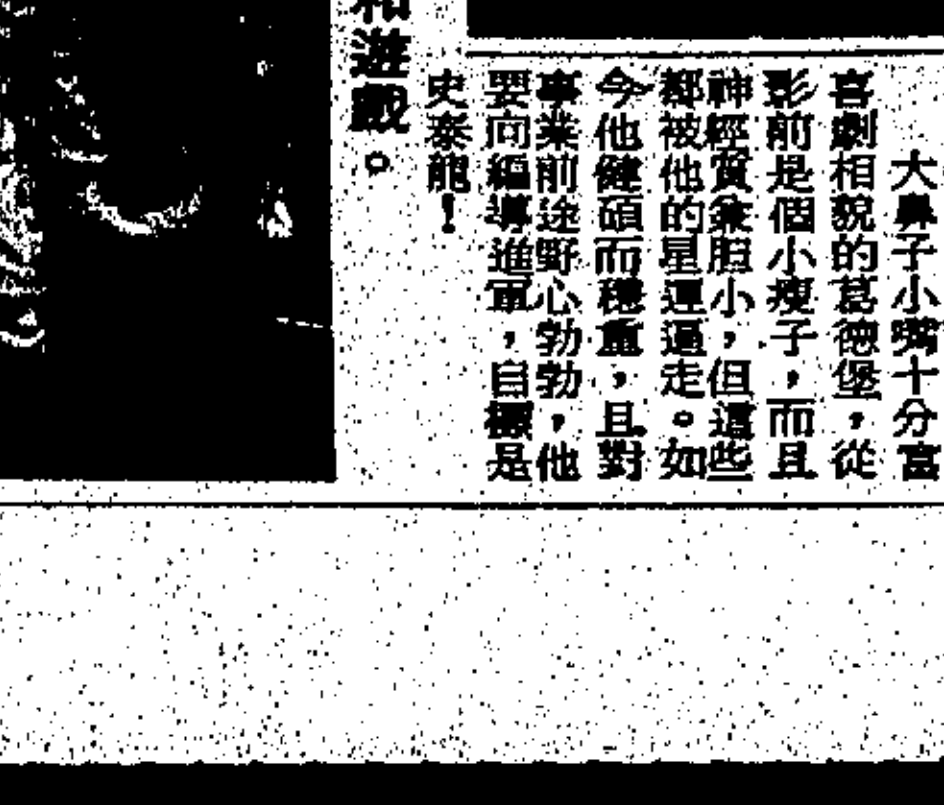 大鼻子小嘴十分富
喜劇相貌的葛德堡，從
影前是個小瘦子，而且
神經質兼胆小，但這些
都被他的星運逼走。如
今他健碩而穩重，且對
事業前途野心勃勃，他
要向編導進軍，自標是
史泰龍！
和遊戲。